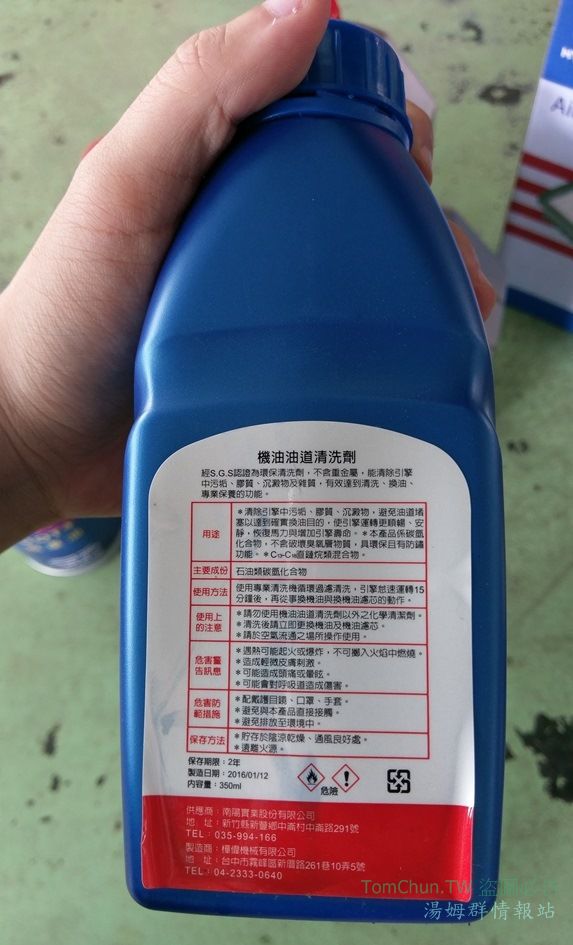 機油油道清洗劑
經S.G.S認證為環保清洗劑，不含重金屬，能清除引擎
中污垢、膠質、沉澱物及雜質，有效達到清洗、換油、
專業保養的功能。
用途
＊清除引擎中污垢、膠質、沉澱物，避免油道堵
塞以達到確實換油目的，使引擎運轉更順暢、安
靜，恢復馬力與增加引擎壽命。＊本產品係碳氫
化合物，不含破壞臭氧層物質，具環保且有防鏽
功能。＊C₁₃-C₁₈直鏈烷類混合物。
主要成份 石油類碳氫化合物
使用方法
使用專業清洗機循環過濾清洗，引擎怠速運轉15
分鐘後，再從事換機油與換機油濾芯的動作。
使用上
的注意
＊請勿使用機油油道清洗劑以外之化學清潔劑。
＊清洗後請立即更換機油及機油濾芯。
＊請於空氣流通之場所操作使用。
危害警
告訊息
＊遇熱可能起火或爆炸，不可擲入火焰中燃燒。
＊造成輕微皮膚刺激。
＊可能造成頭痛或暈眩。
＊可能會對呼吸道造成傷害。
危害防
範措施
＊配戴護目鏡、口罩、手套。
＊避免與本產品直接接觸。
＊避免排放至環境中。
保存方法
＊貯存於陰涼乾燥、通風良好處。
＊遠離火源。
保存期限：2年
製造日期：2016/01/12
內容量：350ml
危險
供應商：南陽實業股份有限公司
地 址：新竹縣新豐鄉中崙村中崙路291號
TEL：035-994-166
製造商：樺偉機械有限公司
地 址：台中市霧峰區新厝路261巷10弄5號
TEL：04-2333-0640
TomChun.TW 盜圖必究
湯姆群情報站